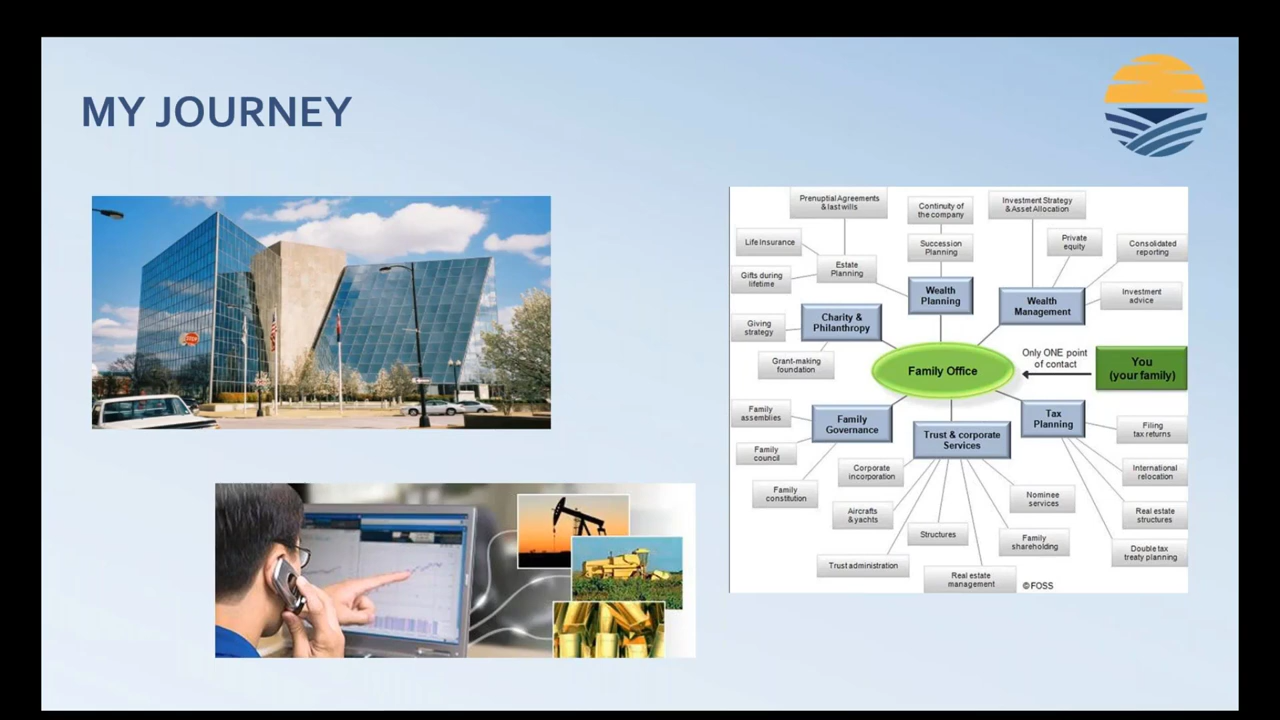 MY JOURNEY
STOP
Prenuptial Agreements
& last wills
Continuity of
the company
Investment Strategy
& Asset Allocation
Life Insurance
Succession
Planning
Private
equity
Consolidated
reporting
Gifts during
lifetime
Estate
Planning
Wealth
Planning
Wealth
Management
Investment
advice
Giving
strategy
Charity &
Philanthropy
Grant-making
foundation
Family Office
Only ONE point
of contact
You
(your family)
Family
assemblies
Family
Governance
Trust & corporate
Services
Tax
Planning
Filing
tax returns
Family
council
Corporate
incorporation
International
relocation
Family
constitution
Aircrafts
& yachts
Structures
Nominee
services
Real estate
structures
Trust administration
Family
shareholding
Double tax
treaty planning
Real estate
management
© FOSS